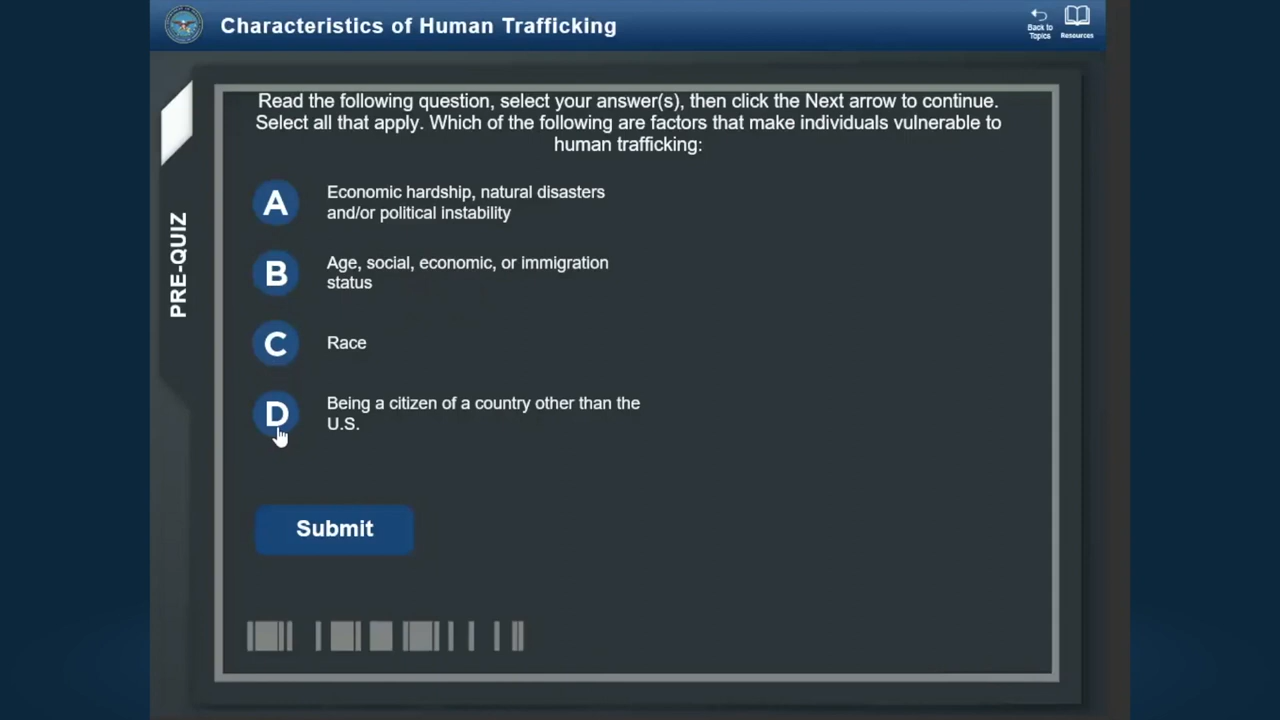 Characteristics of Human Trafficking
Back to
Topics
Resources
PRE-QUIZ
Read the following question, select your answer(s), then click the Next arrow to continue.
Select all that apply. Which of the following are factors that make individuals vulnerable to
human trafficking:
A
Economic hardship, natural disasters
and/or political instability
B
Age, social, economic, or immigration
status
C
Race
D
Being a citizen of a country other than the
U.S.
Submit